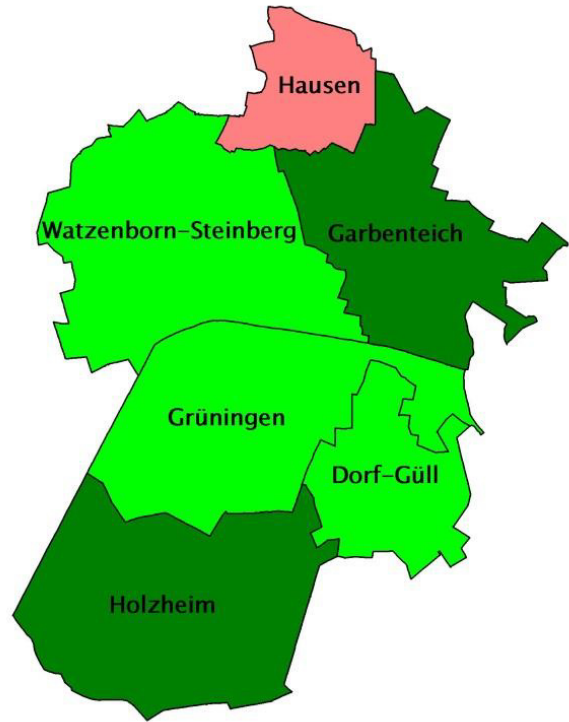 Hausen
Watzenborn-Steinberg
Garbenteich
Grüningen
Dorf-Güll
Holzheim